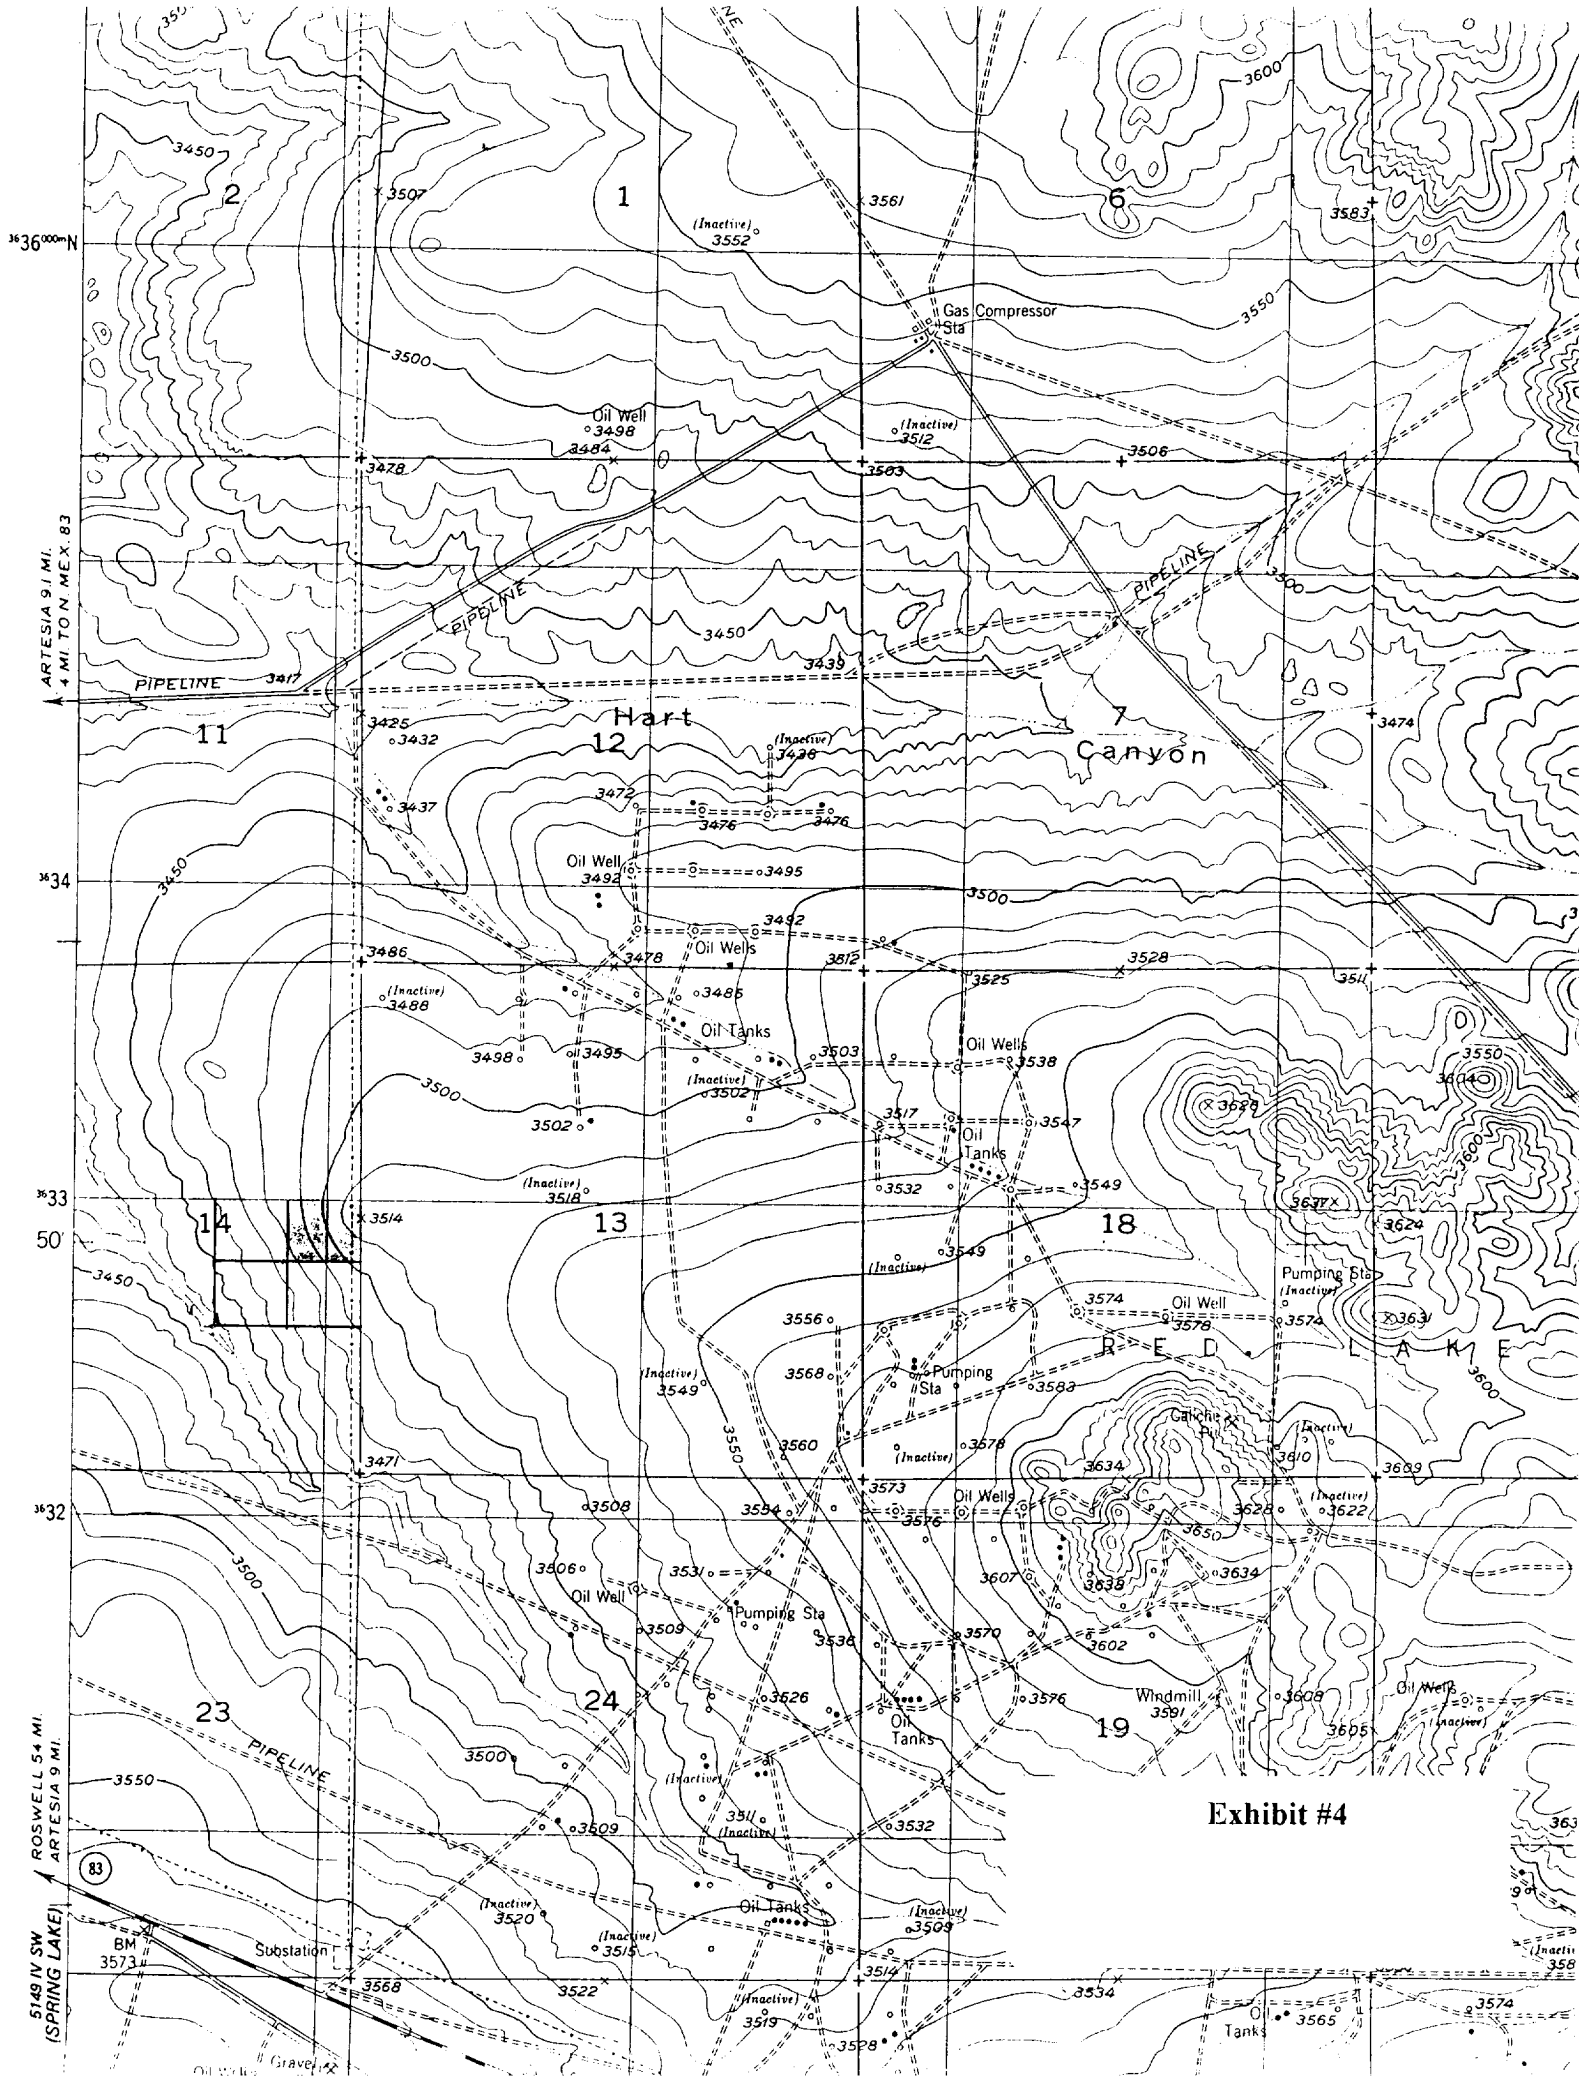 NE
3600
3450
2
3507
1
(Inactive)
3552
3561
6
3583
3636000mN
Gas Compressor
Sta
3550
3500
Oil Well
3498
3484
(Inactive)
3512
3478
3503
3506
ARTESIA 9.1 MI.
4 MI. TO N. MEX. 83
PIPELINE
PIPELINE
3500
3450
3439
3417
PIPELINE
3425
3432
11
Hart
12
7
3474
Canyon
(Inactive)
3436
3437
3472
3476
3476
3450
Oil Well
3492
3495
3634
3500
3492
Oil Wells
3486
3478
3512
3525
3528
3511
(Inactive)
3488
3486
Oil Tanks
3498
3495
3503
Oil Wells
3538
3550
3604
3500
(Inactive)
3502
3502
3517
3547
3628
Oil
Tanks
3600
(Inactive)
3518
3532
3549
3633
50'
14
3514
13
18
3637
3624
3549
(Inactive)
3450
Pumping Sta
(Inactive)
3574
Oil Well
3578
3574
3631
3556
RED LAKE
3568
Pumping
Sta
3583
(Inactive)
3549
3600
Caliche
Pit
3550
3560
3578
(Inactive)
(Inactive)
3610
3471
3634
3609
3573
3508
3554
Oil Wells
3576
3628
(Inactive)
3622
3632
3650
3500
3506
3531
3607
3638
3634
Oil Well
Pumping Sta
3509
3536
3570
3602
23
24
3526
3576
Windmill
3591
3608
Oil Wells
(Inactive)
3605
19
Oil
Tanks
PIPELINE
3500
(Inactive)
3550
3511
(Inactive)
3509
3532
Exhibit #4
ROSWELL 54 MI.
ARTESIA 9 MI.
83
(Inactive)
3520
Oil Tanks
(Inactive)
3509
BM
3573
Substation
(Inactive)
3515
3568
3522
3514
3534
(Inactive)
3519
3528
Oil
Tanks
3565
3574
5149 IV SW
(SPRING LAKE)
Oil Wells
Gravel